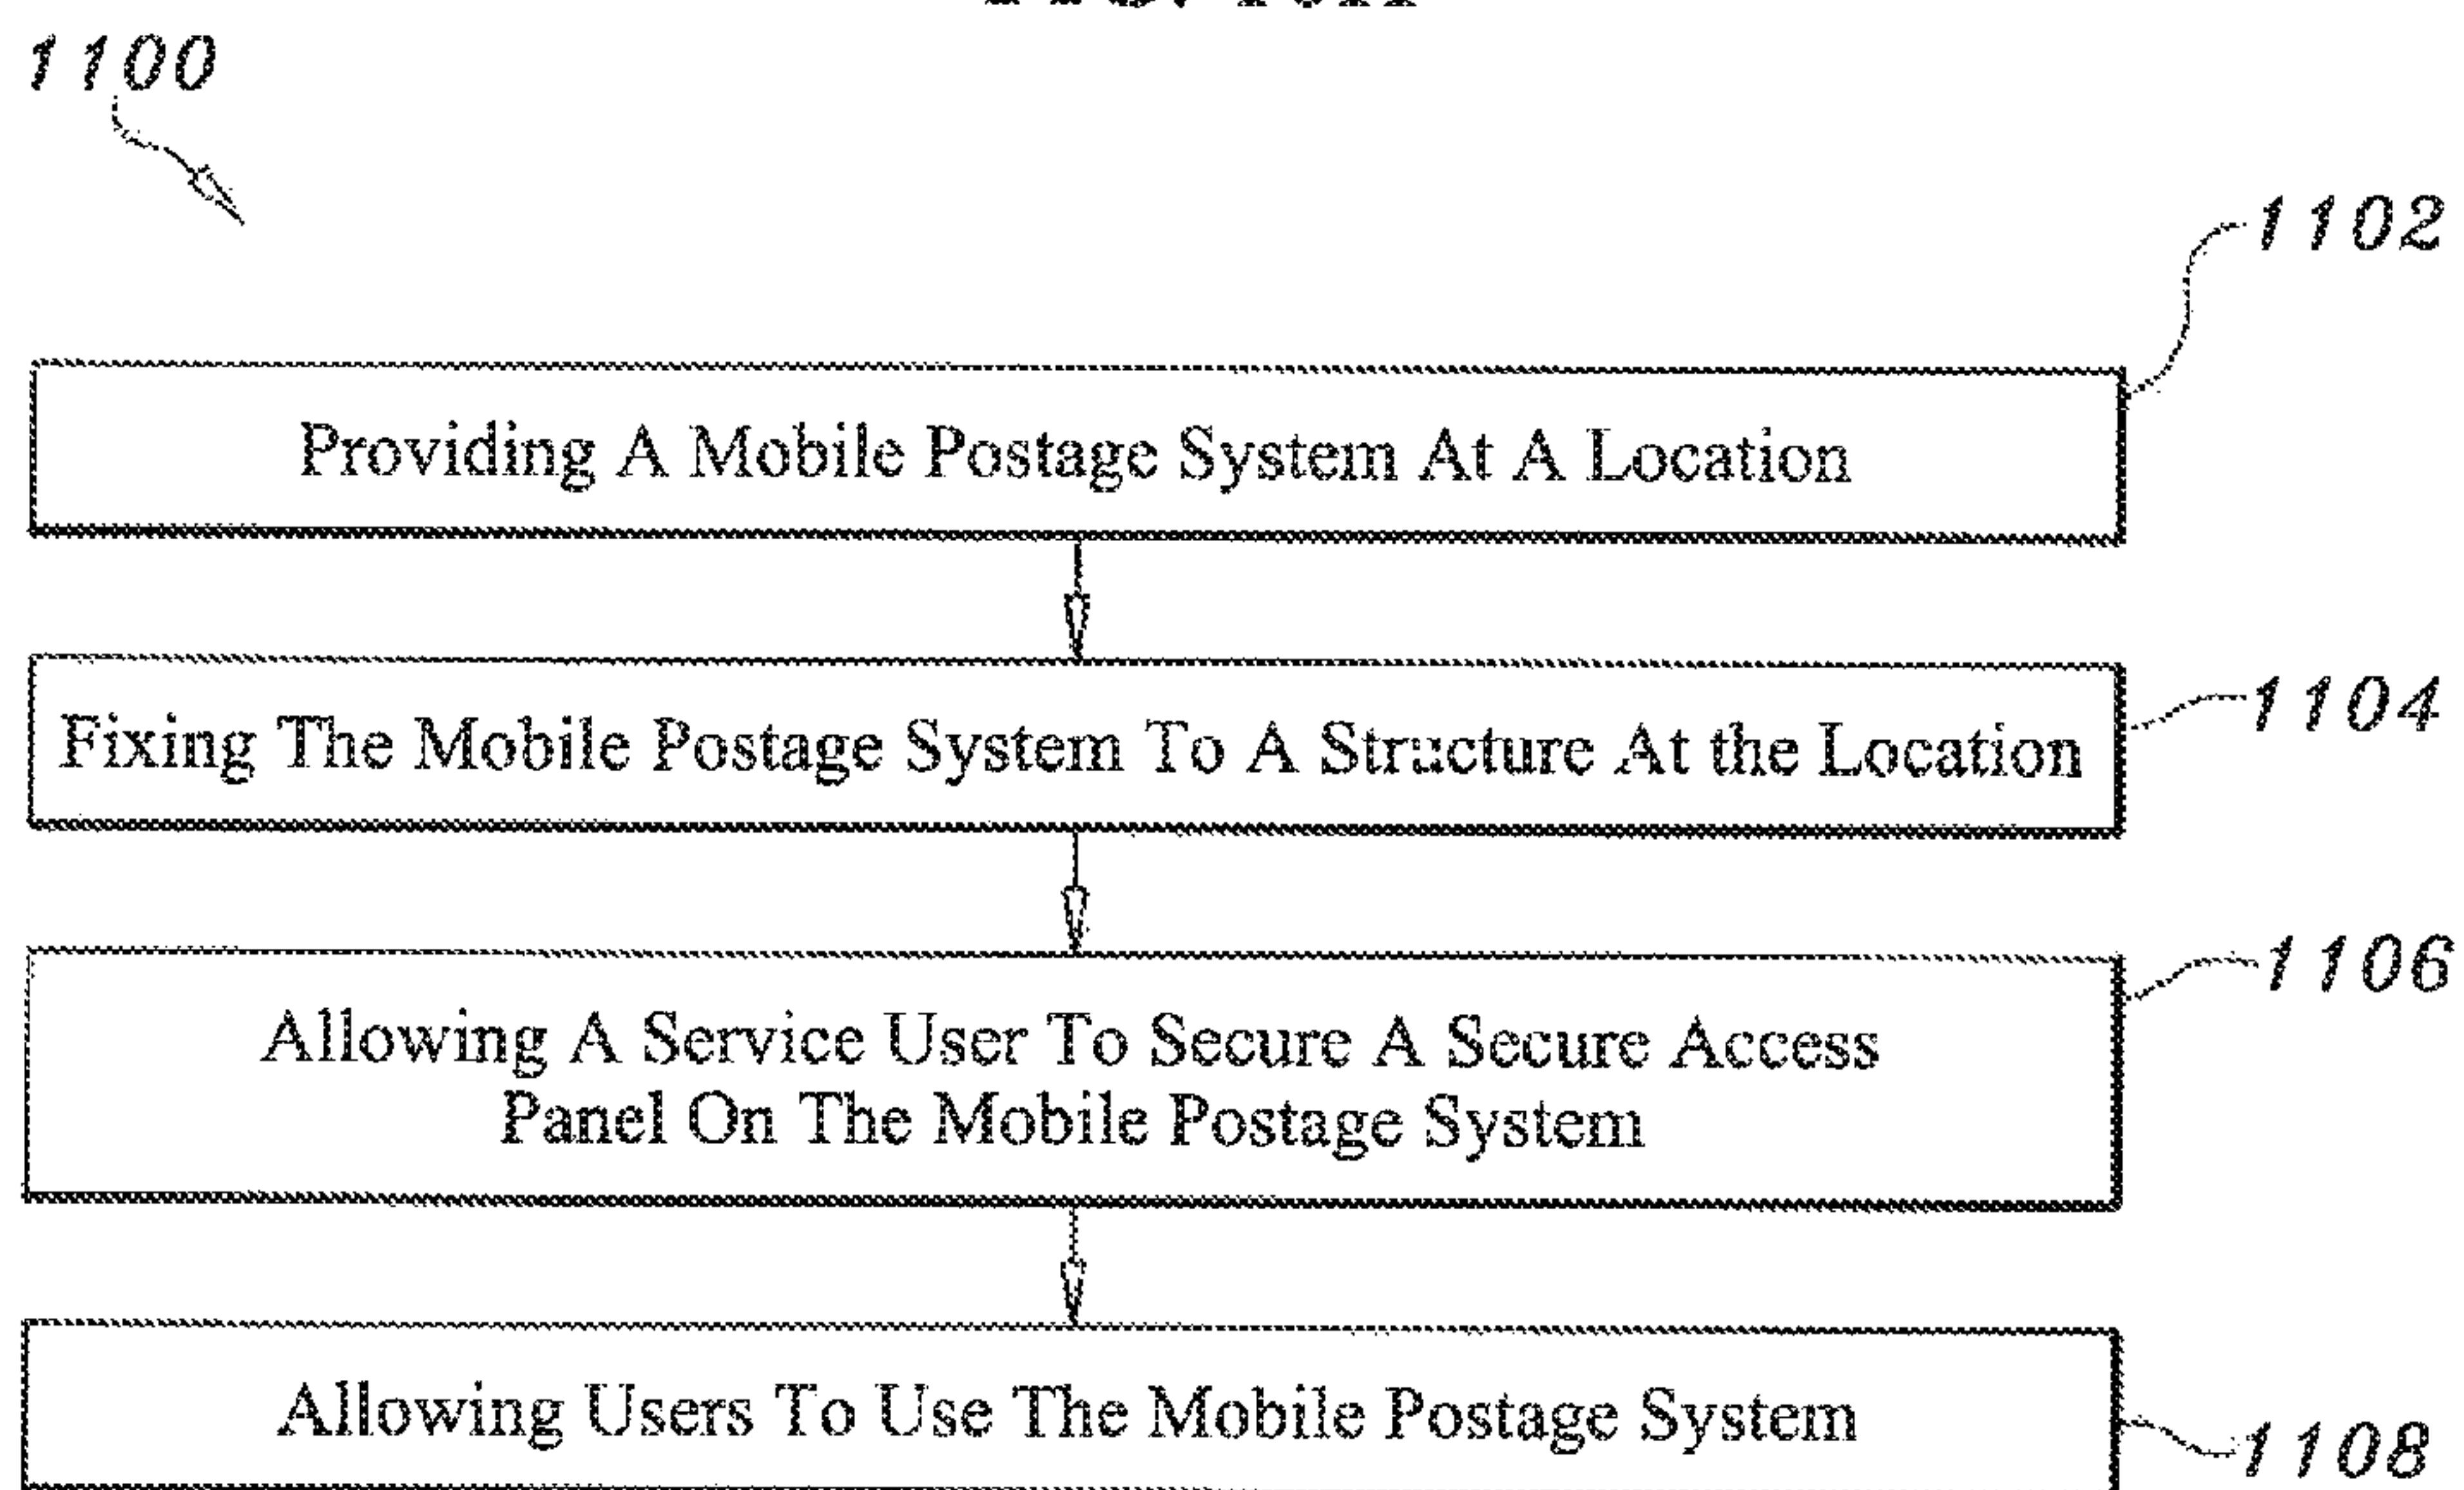 1100
1102
Providing A Mobile Postage System At A Location
Fixing The Mobile Postage System To A Structure At the Location
1104
1106
Allowing A Service User To Secure A Secure Access
Panel On The Mobile Postage System
Allowing Users To Use The Mobile Postage System
1108